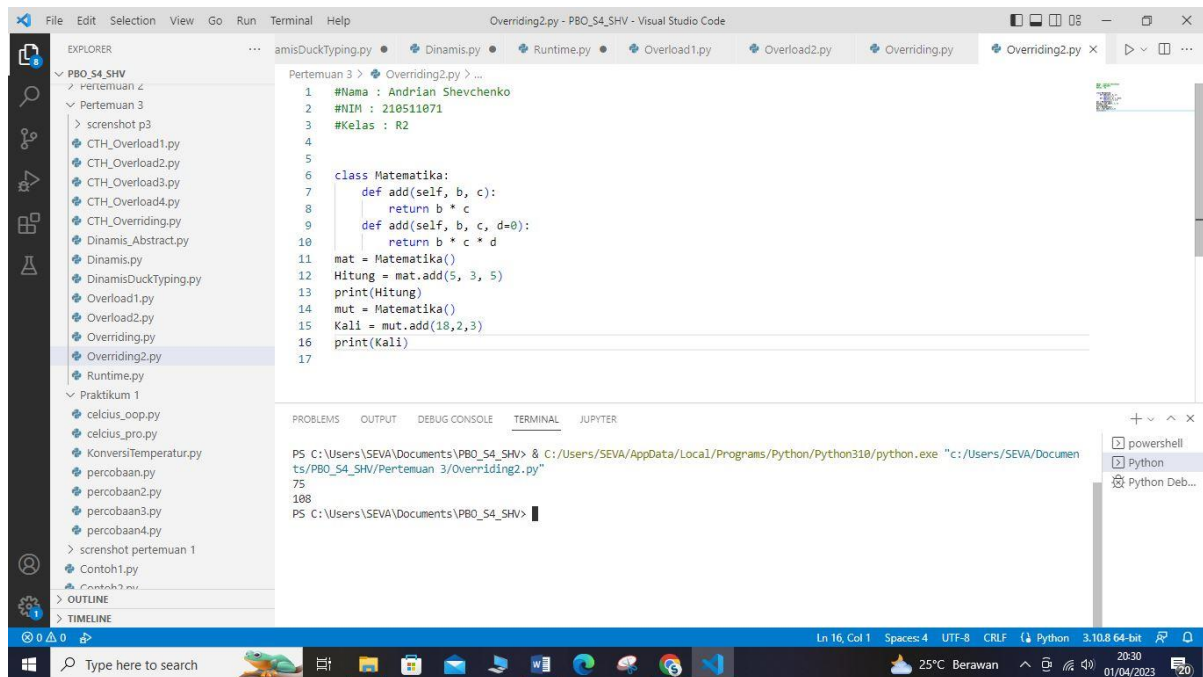 File Edit Selection View Go Run Terminal Help
Overriding2.py - PBO_S4_SHV - Visual Studio Code
EXPLORER
PBO_S4_SHV
Pertemuan 2
Pertemuan 3
screnshot p3
CTH_Overload1.py
CTH_Overload2.py
CTH_Overload3.py
CTH_Overload4.py
CTH_Overriding.py
Dinamis_Abstract.py
Dinamis.py
DinamisDuckTyping.py
Overload1.py
Overload2.py
Overriding.py
Overriding2.py
Runtime.py
Praktikum 1
celcius_oop.py
celcius_pro.py
KonversiTemperatur.py
percobaan.py
percobaan2.py
percobaan3.py
percobaan4.py
screnshot pertemuan 1
Contoh1.py
Contoh2.py
OUTLINE
TIMELINE
amisDuckTyping.py Dinamis.py Runtime.py Overload1.py Overload2.py Overriding.py Overriding2.py
Pertemuan 3 > Overriding2.py > ...
1 #Nama : Andrian Shevchenko
2 #NIM : 210511071
3 #Kelas : R2
4
5
6 class Matematika:
7 def add(self, b, c):
8 return b * c
9 def add(self, b, c, d=0):
10 return b * c * d
11 mat = Matematika()
12 Hitung = mat.add(5, 3, 5)
13 print(Hitung)
14 mut = Matematika()
15 Kali = mut.add(18,2,3)
16 print(Kali)
17
PROBLEMS OUTPUT DEBUG CONSOLE TERMINAL JUPYTER
PS C:\Users\SEVA\Documents\PBO_S4_SHV> & C:/Users/SEVA/AppData/Local/Programs/Python/Python310/python.exe "c:/Users/SEVA/Documen
ts/PBO_S4_SHV/Pertemuan 3/Overriding2.py"
75
108
PS C:\Users\SEVA\Documents\PBO_S4_SHV>
powershell
Python
Python Deb...
8
1
0 0 Ln 16, Col 1 Spaces: 4 UTF-8 CRLF Python 3.10.8 64-bit
Type here to search
25°C Berawan
20:30
01/04/2023
20